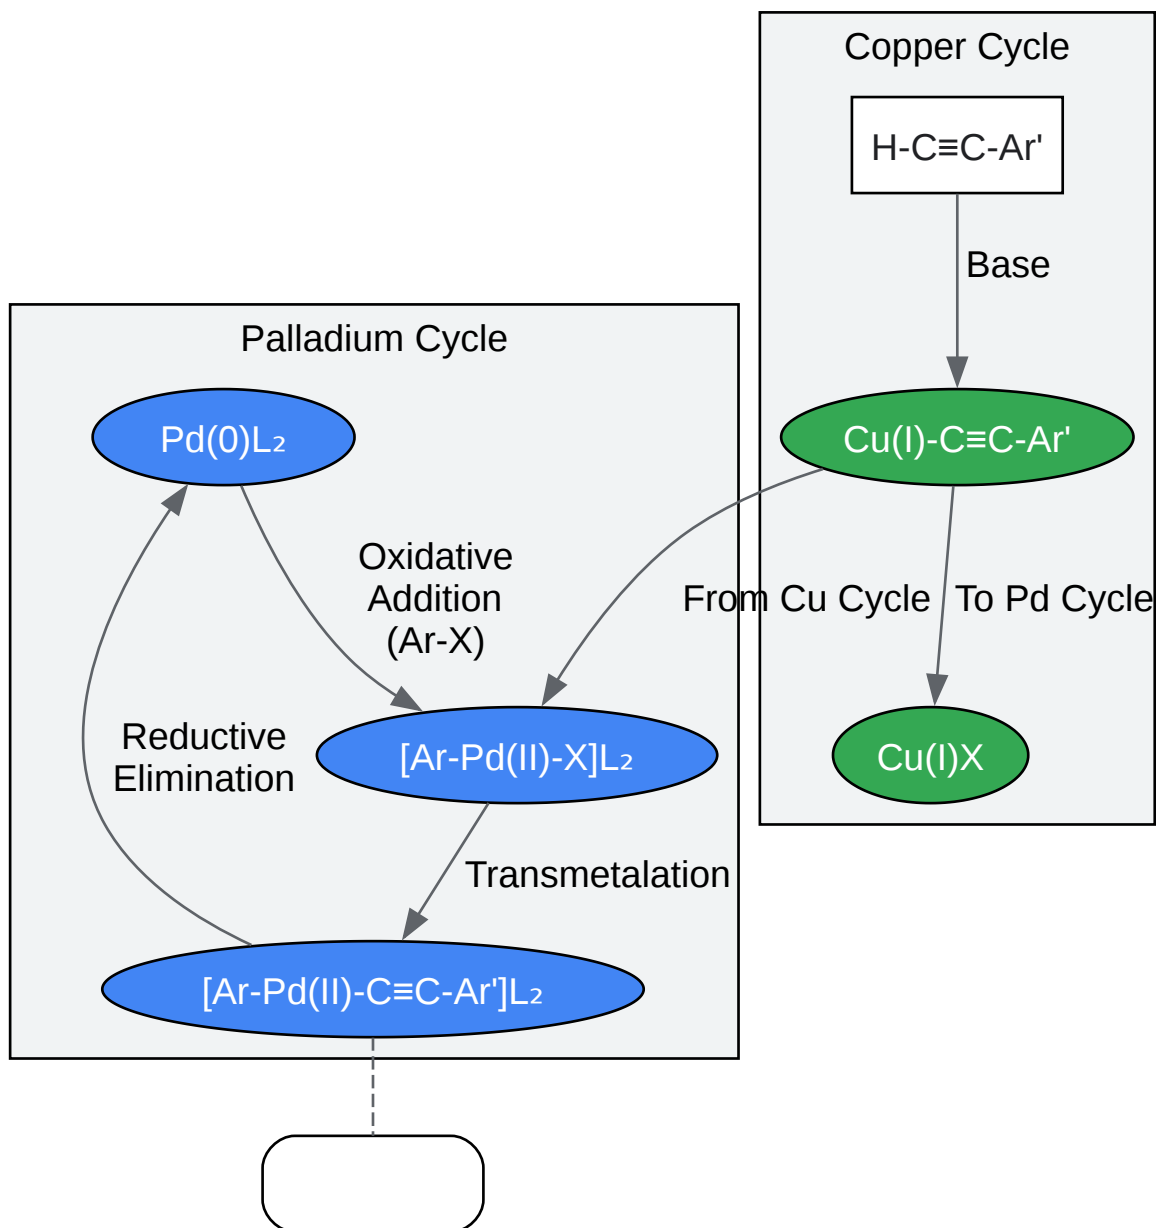 Copper Cycle
H-C≡C-Ar'
Base
Palladium Cycle
Pd(0)L₂
Cu(I)-C≡C-Ar'
Oxidative
Addition
(Ar-X)
From Cu Cycle
To Pd Cycle
Reductive
Elimination
[Ar-Pd(II)-X]L₂
Cu(I)X
Transmetalation
[Ar-Pd(II)-C≡C-Ar']L₂